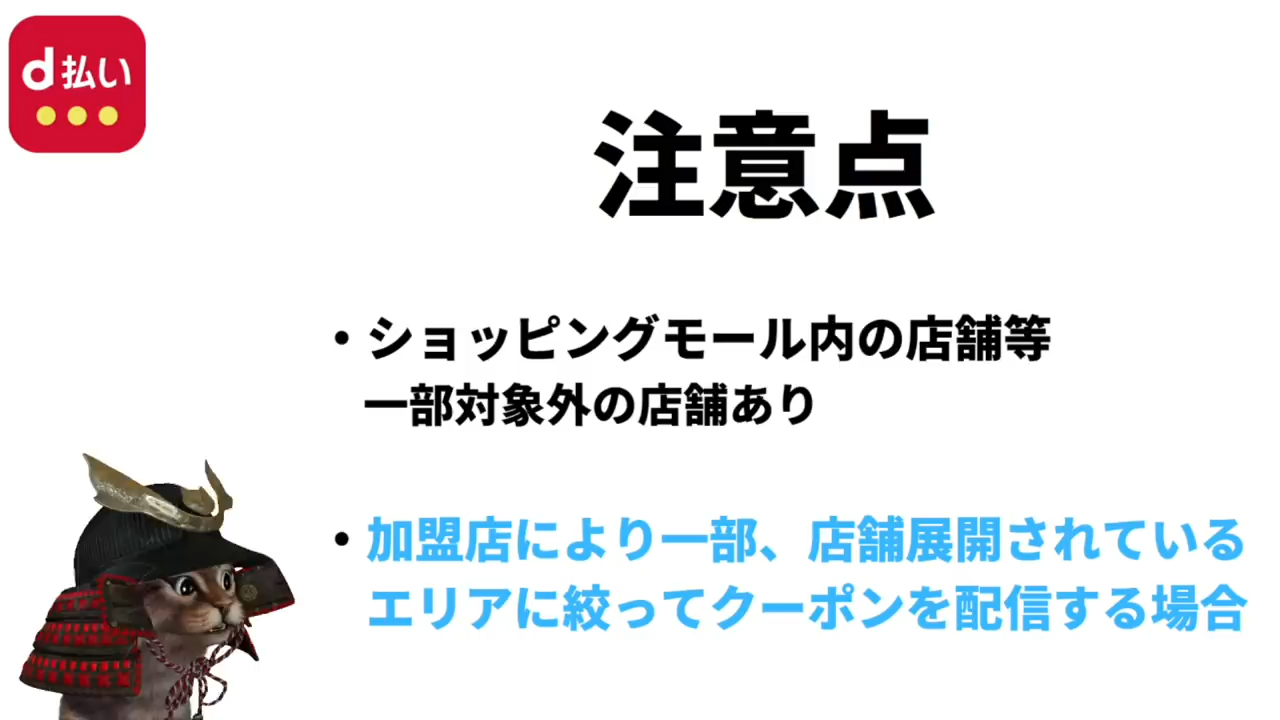 d払い
注意点
・ショッピングモール内の店舗等
一部対象外の店舗あり
・加盟店により一部、店舗展開されている
エリアに絞ってクーポンを配信する場合